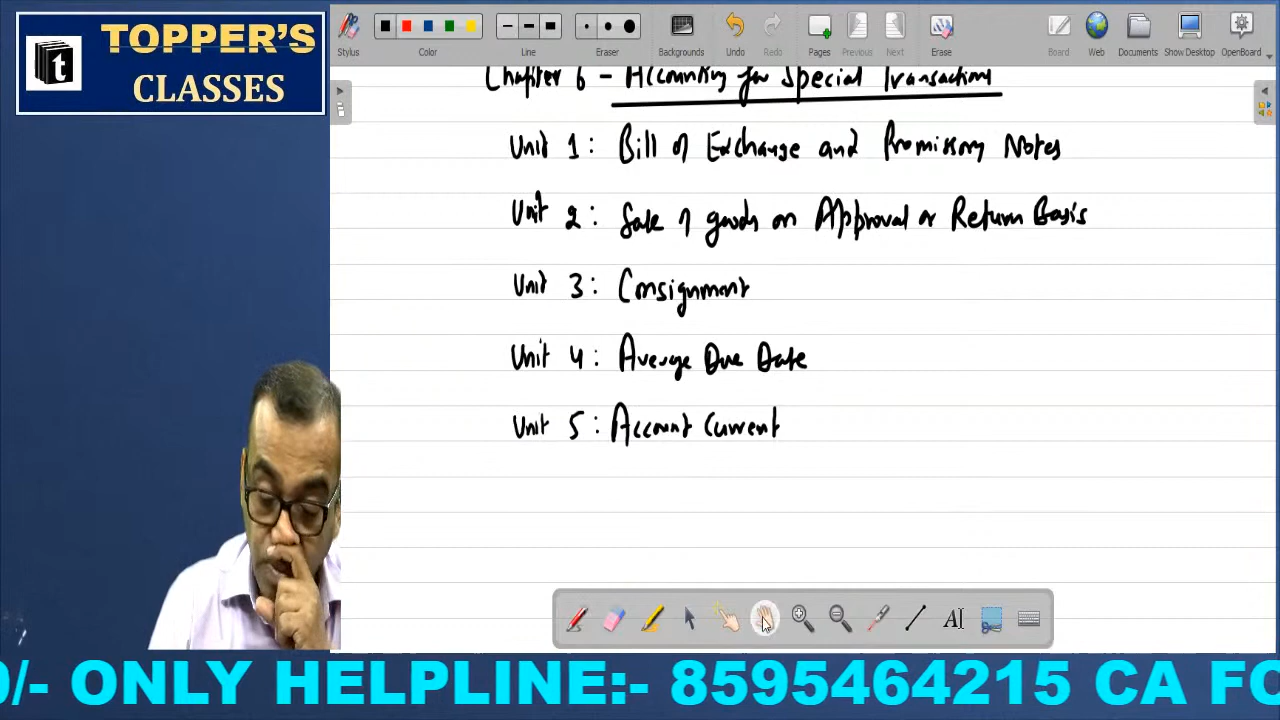 TOPPER'S
CLASSES
t
Stylus
Color
Line
Eraser
Backgrounds
Undo
Redo
Pages
Previous
Next
Erase
Board
Web
Documents
Show Desktop
OpenBoard
Chapter 6 - Accounting for Special Transactions
Unit 1: Bill of Exchange and Promissory Notes
Unit 2: Sale of goods on Approval or Return Basis
Unit 3: Consignment
Unit 4: Average Due Date
Unit 5: Account Current
A
0/- ONLY HELPLINE:- 8595464215 CA FO